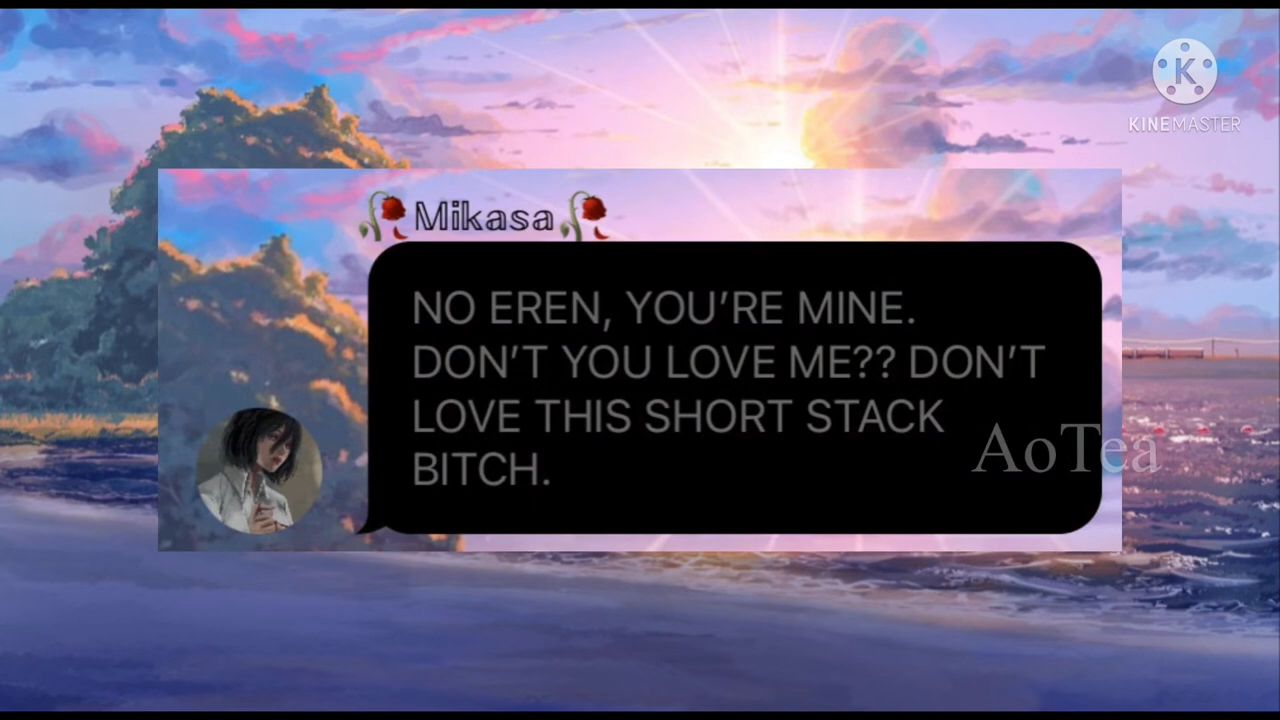 KINEMASTER
🥀Mikasa🥀
NO EREN, YOU’RE MINE.
DON’T YOU LOVE ME?? DON’T
LOVE THIS SHORT STACK
BITCH.
AoTea